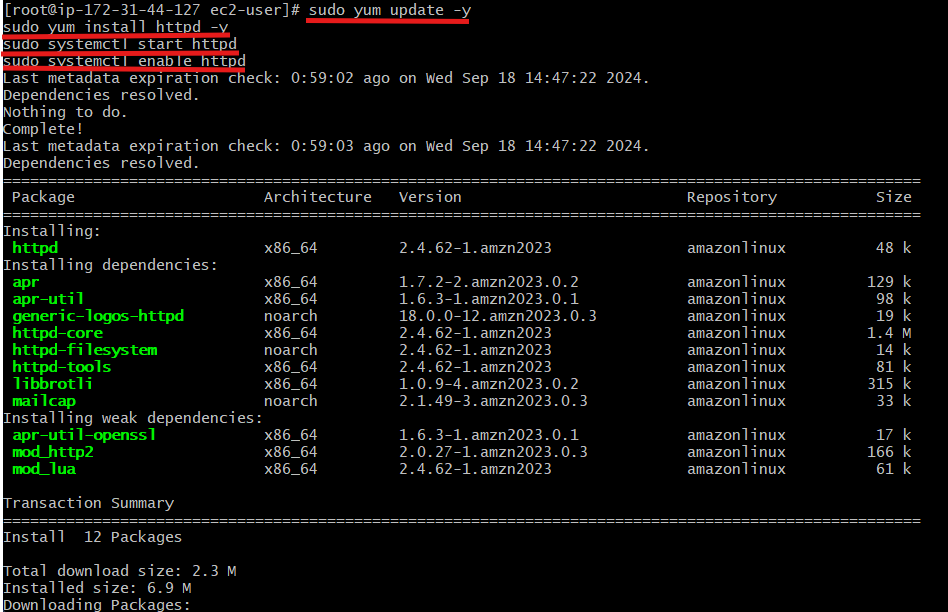 [root@ip-172-31-44-127 ec2-user]# sudo yum update -y
sudo yum install httpd -y
sudo systemctl start httpd
sudo systemctl enable httpd
Last metadata expiration check: 0:59:02 ago on Wed Sep 18 14:47:22 2024.
Dependencies resolved.
Nothing to do.
Complete!
Last metadata expiration check: 0:59:03 ago on Wed Sep 18 14:47:22 2024.
Dependencies resolved.
================================================================================
Package Architecture Version Repository Size
================================================================================
Installing:
httpd x86_64 2.4.62-1.amzn2023 amazonlinux 48 k
Installing dependencies:
apr x86_64 1.7.2-2.amzn2023.0.2 amazonlinux 129 k
apr-util x86_64 1.6.3-1.amzn2023.0.1 amazonlinux 98 k
generic-logos-httpd noarch 18.0.0-12.amzn2023.0.3 amazonlinux 19 k
httpd-core x86_64 2.4.62-1.amzn2023 amazonlinux 1.4 M
httpd-filesystem noarch 2.4.62-1.amzn2023 amazonlinux 14 k
httpd-tools x86_64 2.4.62-1.amzn2023 amazonlinux 81 k
libbrotli x86_64 1.0.9-4.amzn2023.0.2 amazonlinux 315 k
mailcap noarch 2.1.49-3.amzn2023.0.3 amazonlinux 33 k
Installing weak dependencies:
apr-util-openssl x86_64 1.6.3-1.amzn2023.0.1 amazonlinux 17 k
mod_http2 x86_64 2.0.27-1.amzn2023.0.3 amazonlinux 166 k
mod_lua x86_64 2.4.62-1.amzn2023 amazonlinux 61 k
Transaction Summary
================================================================================
Install 12 Packages
Total download size: 2.3 M
Installed size: 6.9 M
Downloading Packages: